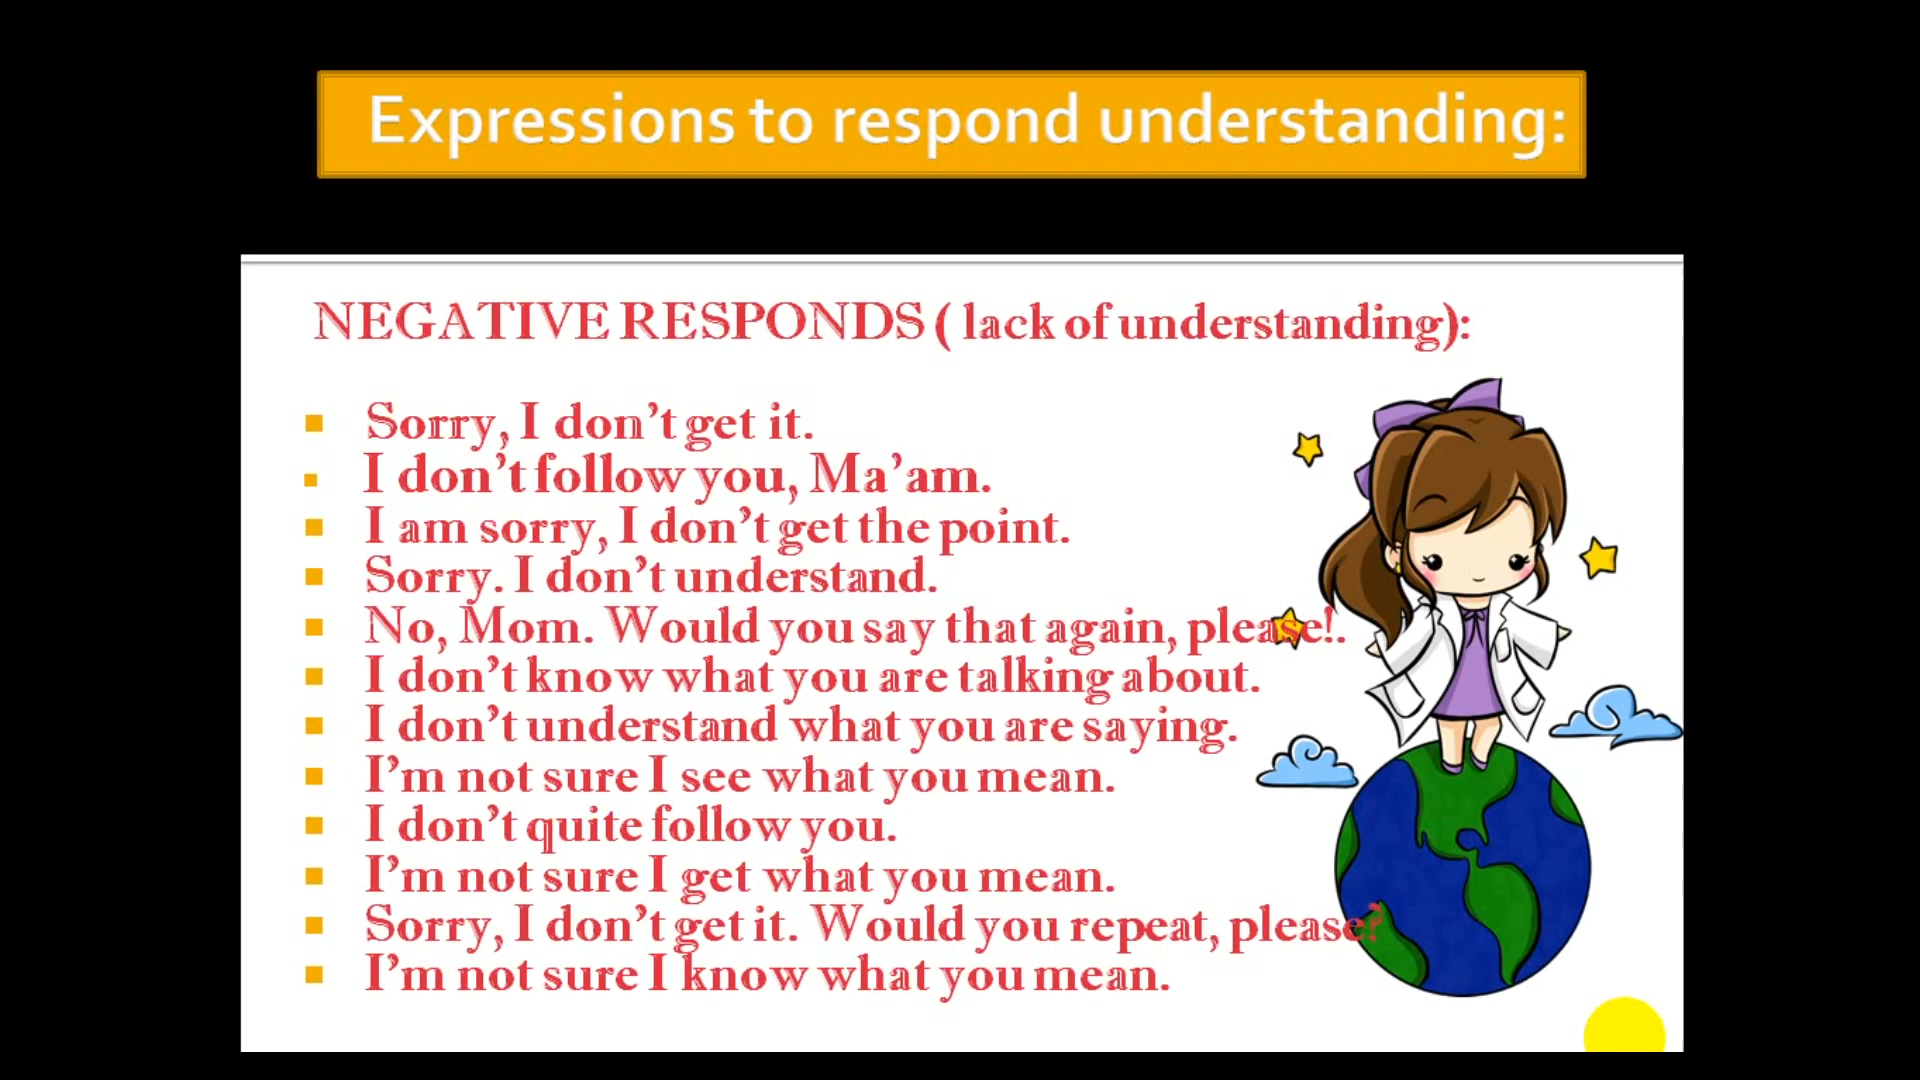 Expressions to respond understanding:
NEGATIVE RESPONDS ( lack of understanding):
Sorry, I don't get it.
I don't follow you, Ma'am.
I am sorry, I don't get the point.
Sorry. I don't understand.
No, Mom. Would you say that again, please!.
I don't know what you are talking about.
I don't understand what you are saying.
I'm not sure I see what you mean.
I don't quite follow you.
I'm not sure I get what you mean.
Sorry, I don't get it. Would you repeat, please?
I'm not sure I know what you mean.